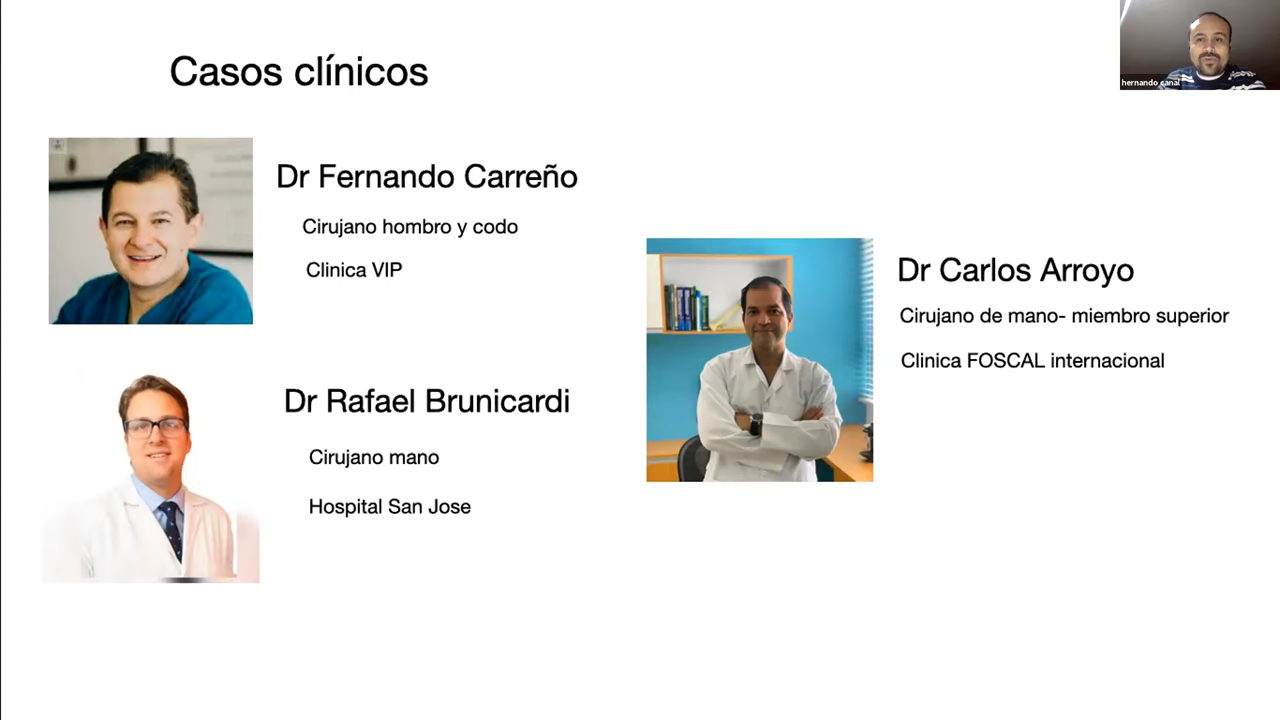 Casos clínicos
hernando canal
Dr Fernando Carreño
Cirujano hombro y codo
Clinica VIP
Dr Rafael Brunicardi
Cirujano mano
Hospital San Jose
Dr Carlos Arroyo
Cirujano de mano- miembro superior
Clinica FOSCAL internacional